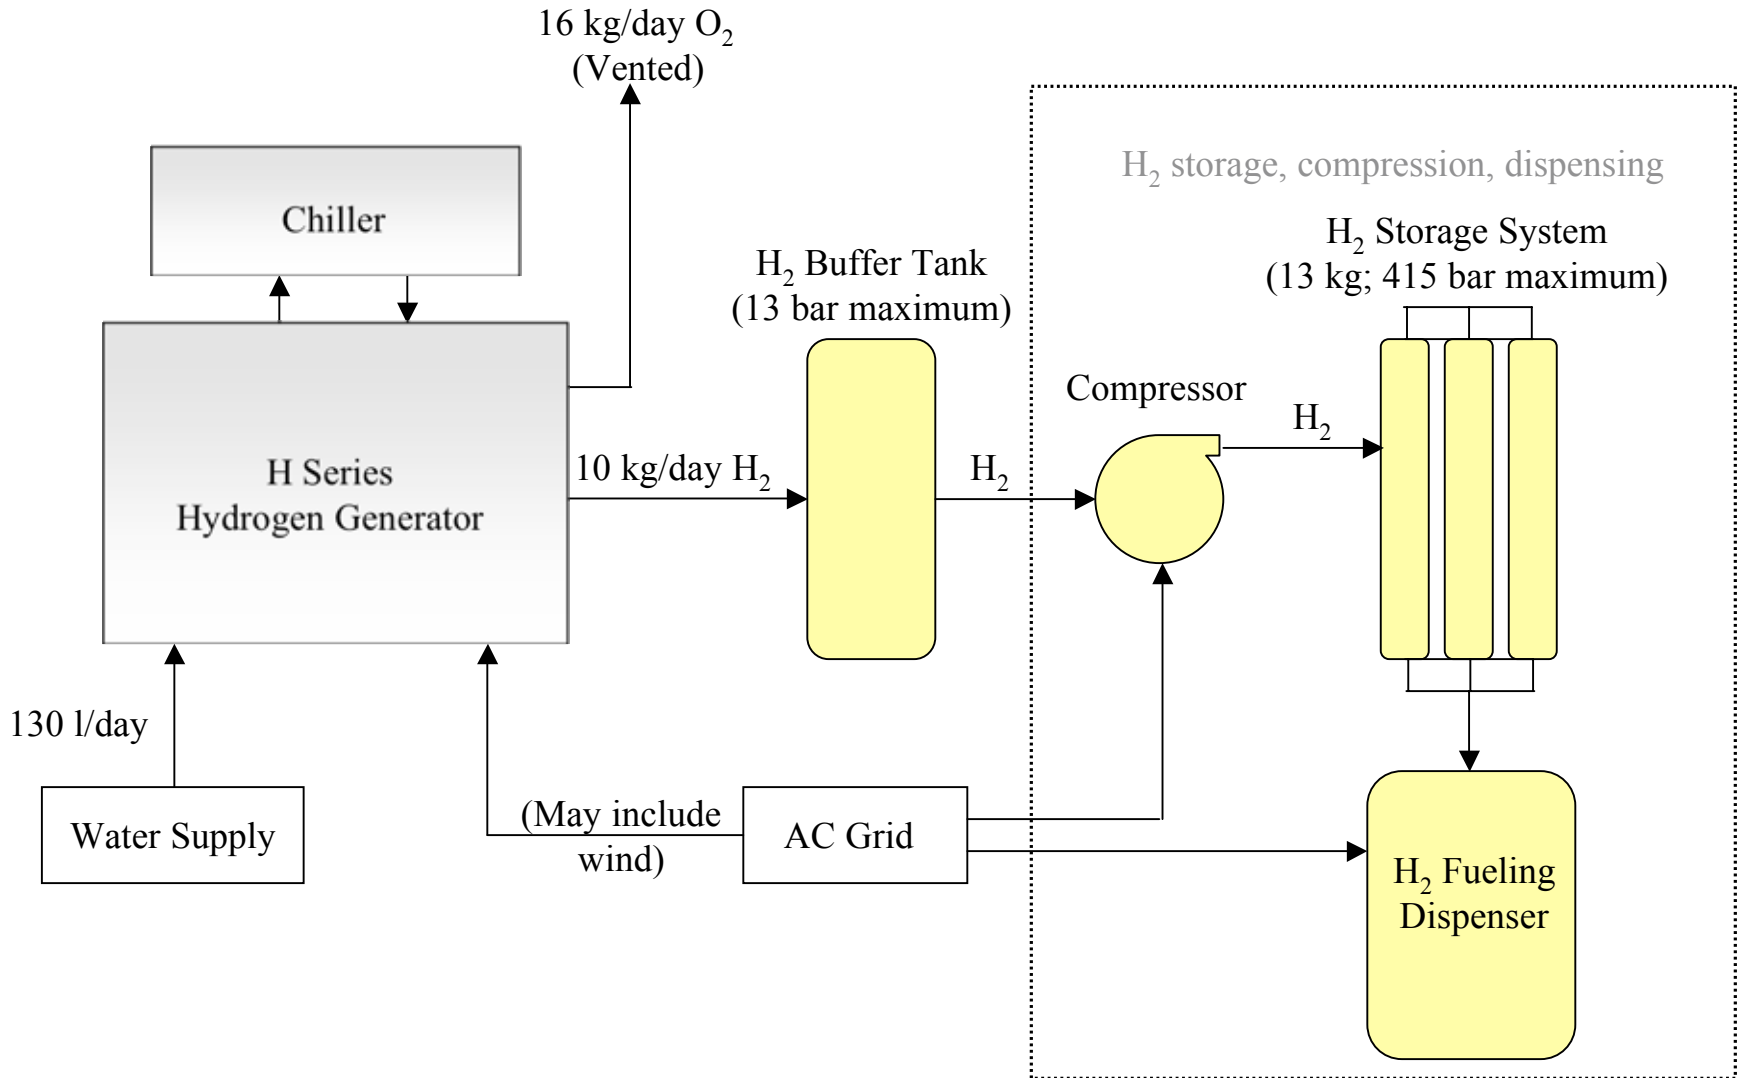 16 kg/day O₂
(Vented)
H₂ storage, compression, dispensing
Chiller
H₂ Storage System
(13 kg; 415 bar maximum)
H₂ Buffer Tank
(13 bar maximum)
Compressor
H₂
H Series
Hydrogen Generator
10 kg/day H₂
H₂
130 l/day
Water Supply
(May include
wind)
AC Grid
H₂ Fueling
Dispenser